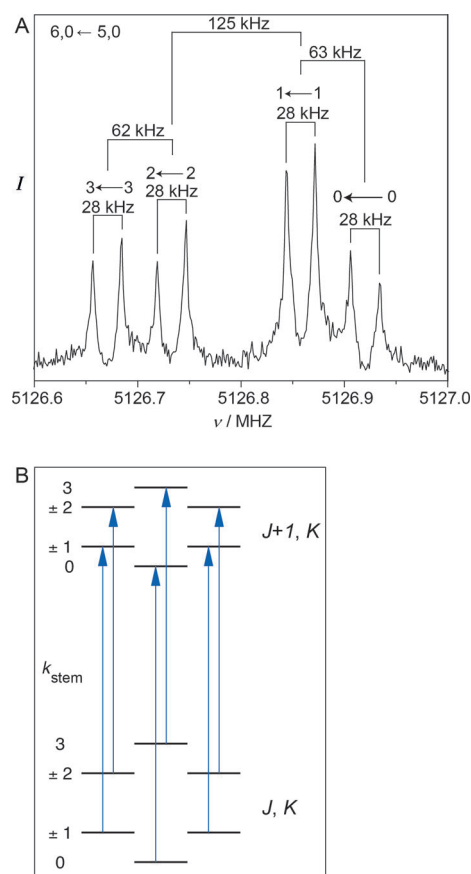 A
6,0 ← 5,0
125 kHz
63 kHz
1 ← 1
28 kHz
62 kHz
2 ← 2
28 kHz
3 ← 3
28 kHz
0 ← 0
28 kHz
I
5126.6 5126.7 5126.8 5126.9 5127.0
ν / MHZ
B
3
± 2
± 1
0
J+1, K
k stem
3
± 2
± 1
0
J, K